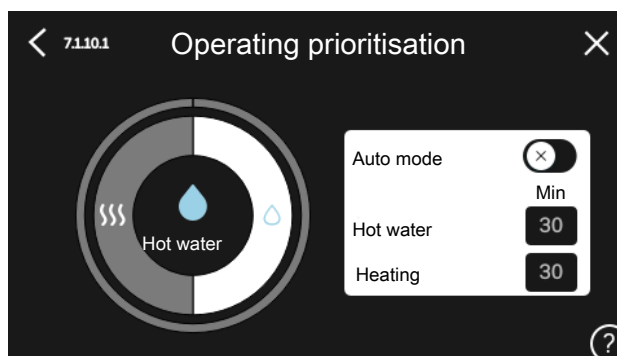 7.1.10.1 Operating prioritisation
Auto mode
Min
Hot water 30
Heating 30
Hot water
?